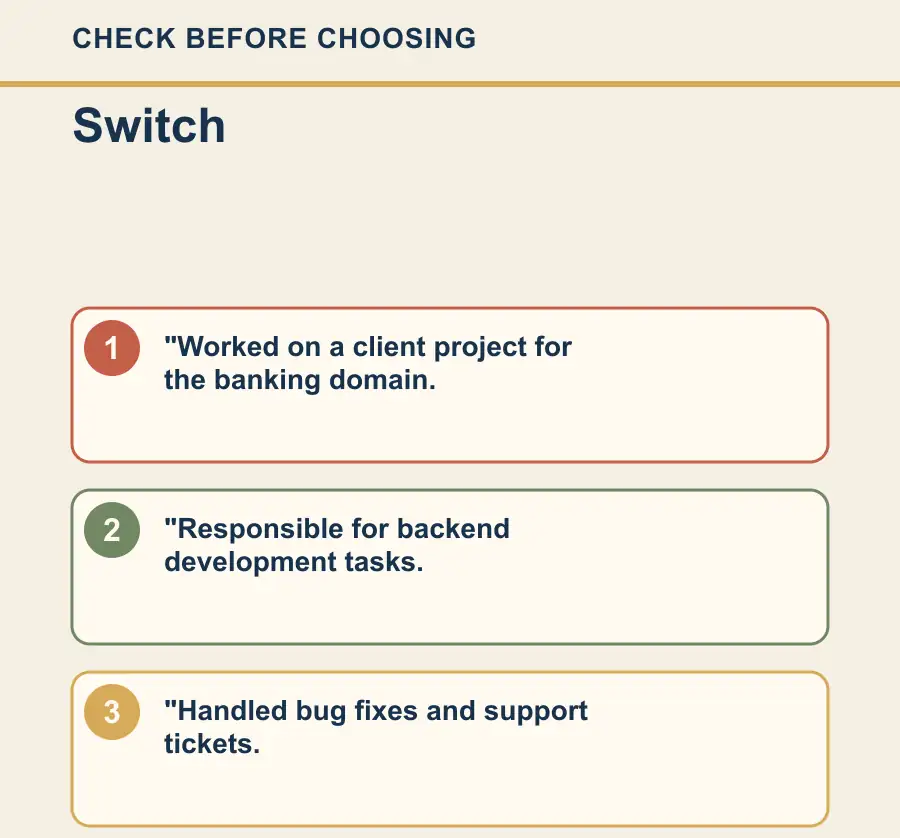 CHECK BEFORE CHOOSING
Switch
1
"Worked on a client project for
the banking domain.
2
"Responsible for backend
development tasks.
3
"Handled bug fixes and support
tickets.